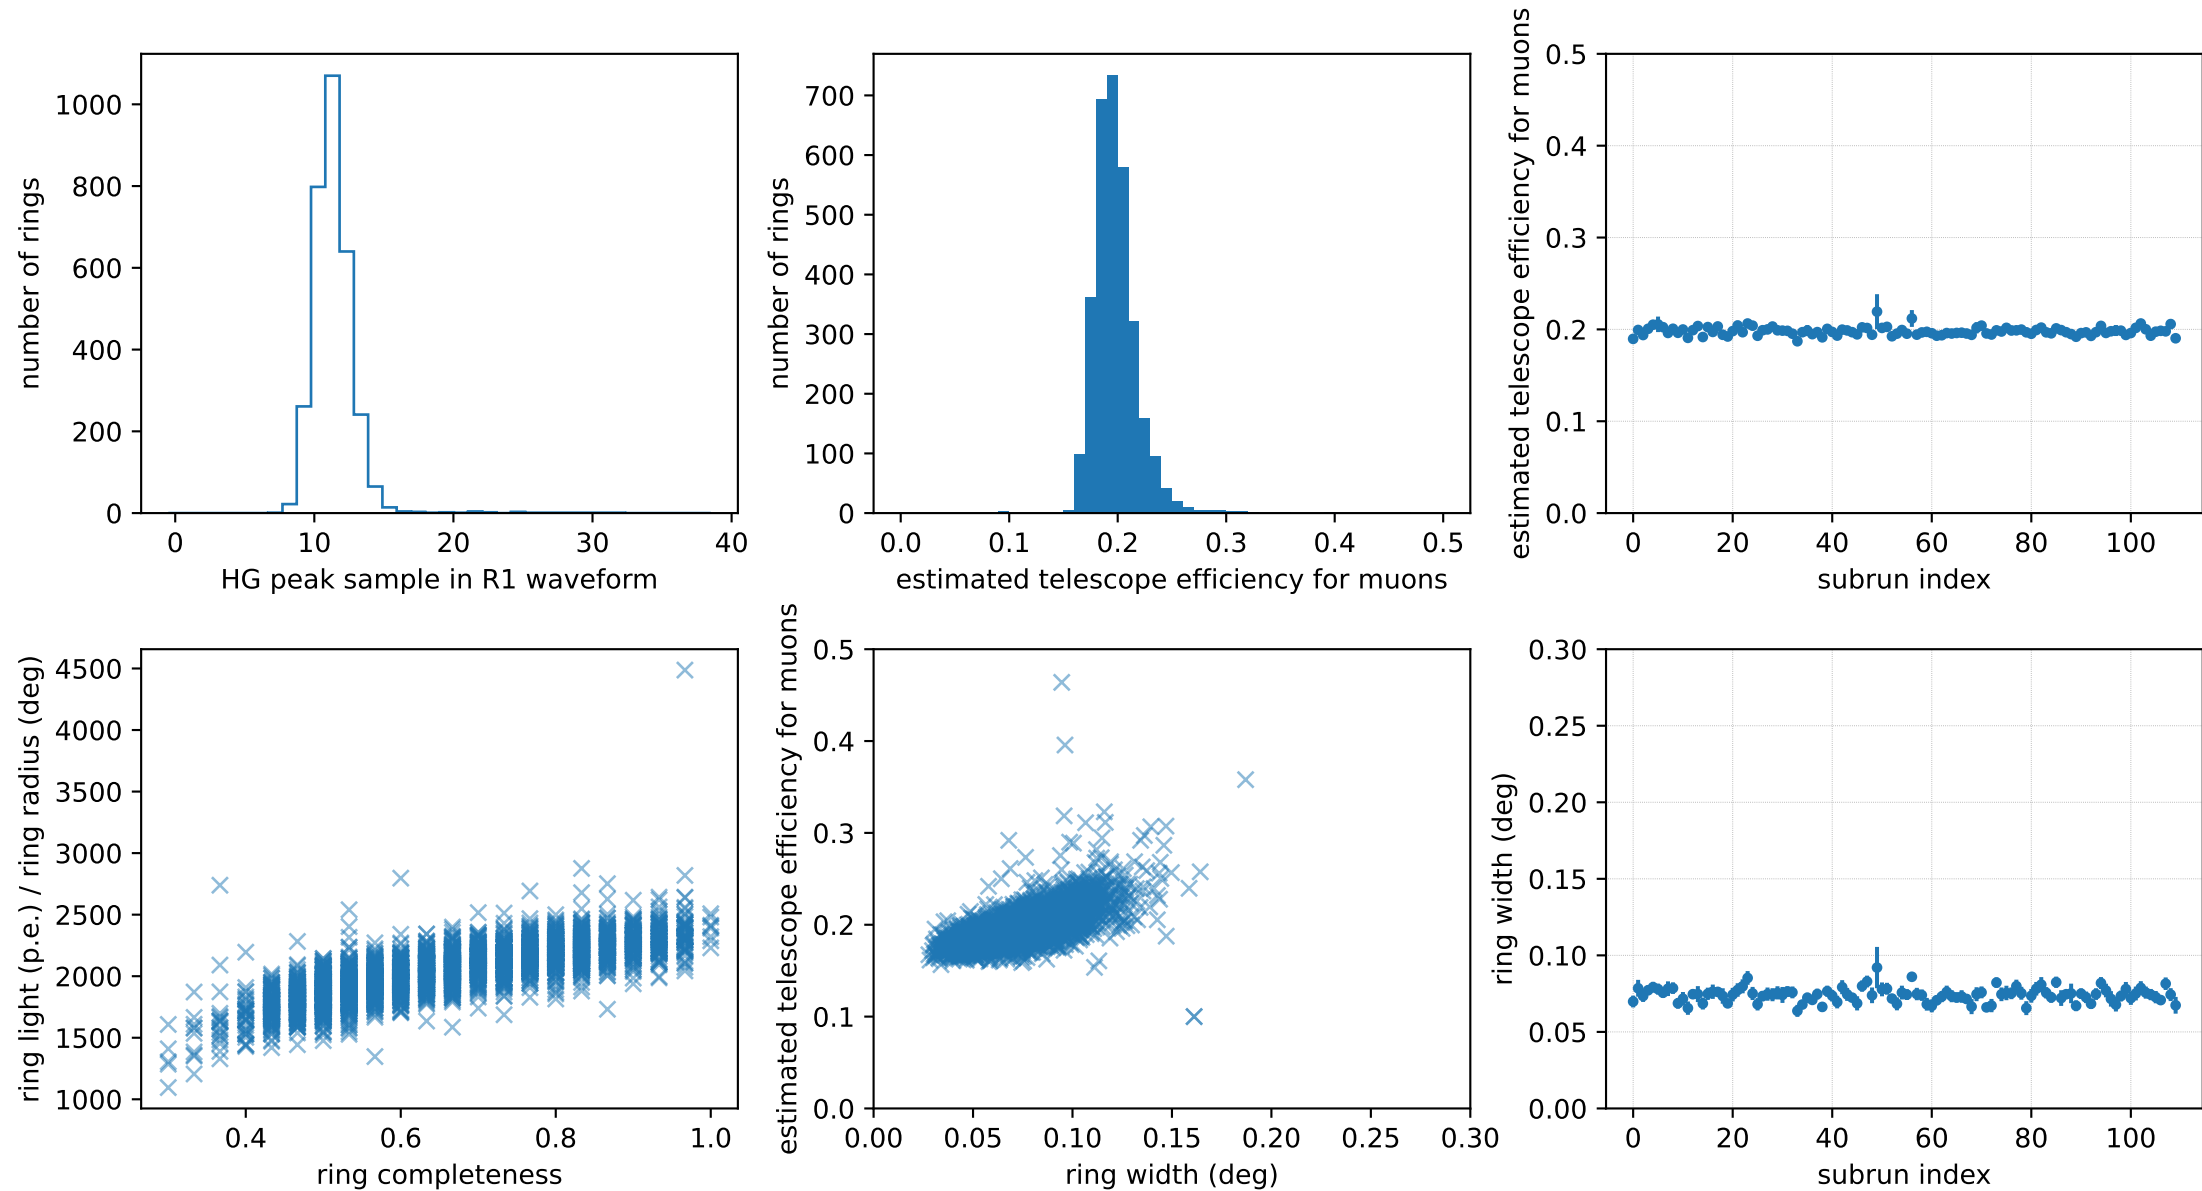 number of rings
1000
800
600
400
200
0
0 10 20 30 40
HG peak sample in R1 waveform
number of rings
700
600
500
400
300
200
100
0
0.0 0.1 0.2 0.3 0.4 0.5
estimated telescope efficiency for muons
estimated telescope efficiency for muons
0.5
0.4
0.3
0.2
0.1
0.0
0 20 40 60 80 100
subrun index
ring light (p.e.) / ring radius (deg)
4500
4000
3500
3000
2500
2000
1500
1000
0.4 0.6 0.8 1.0
ring completeness
estimated telescope efficiency for muons
0.5
0.4
0.3
0.2
0.1
0.0
0.00 0.05 0.10 0.15 0.20 0.25 0.30
ring width (deg)
ring width (deg)
0.30
0.25
0.20
0.15
0.10
0.05
0.00
0 20 40 60 80 100
subrun index